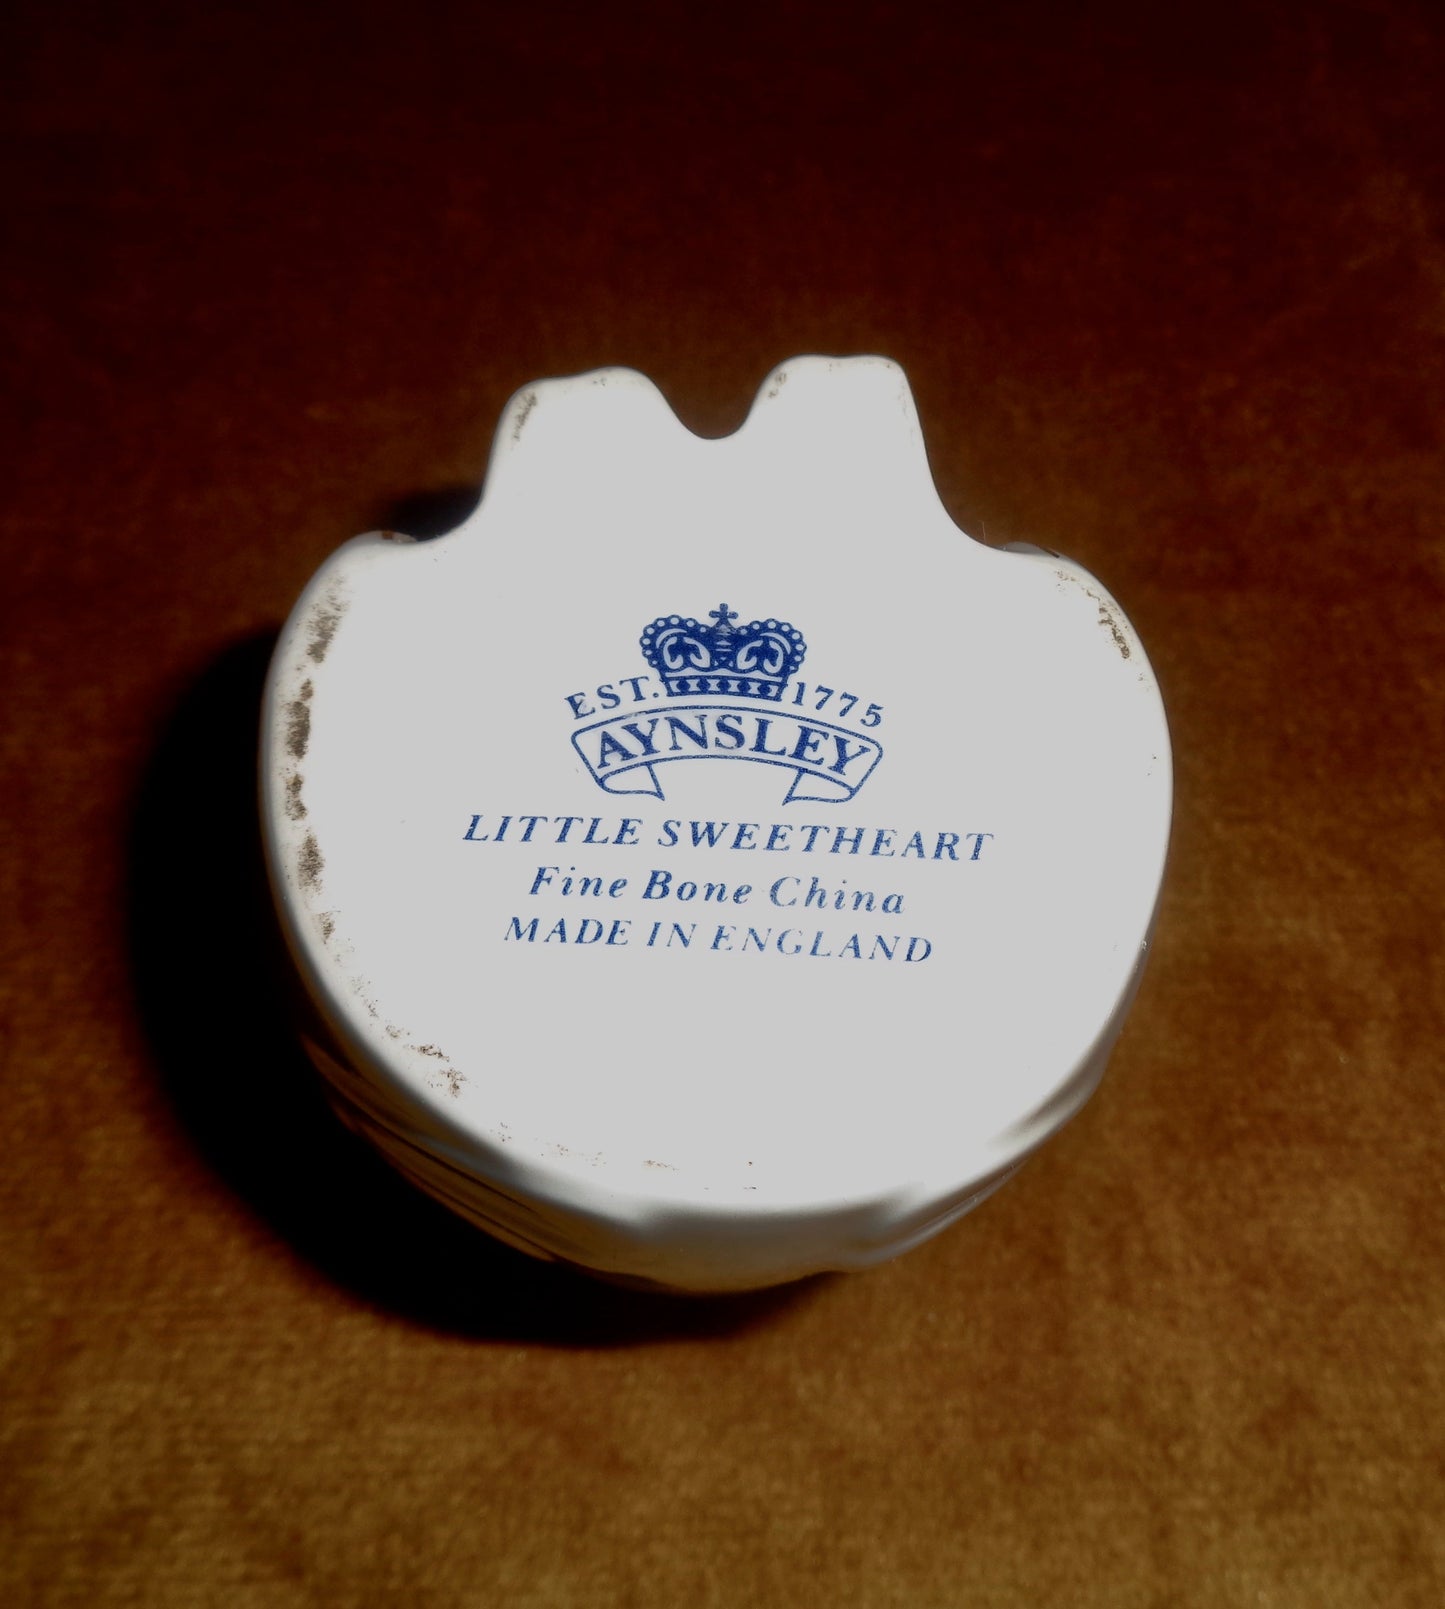 EST. 1775
AYNSLEY
LITTLE SWEETHEART
Fine Bone China
MADE IN ENGLAND